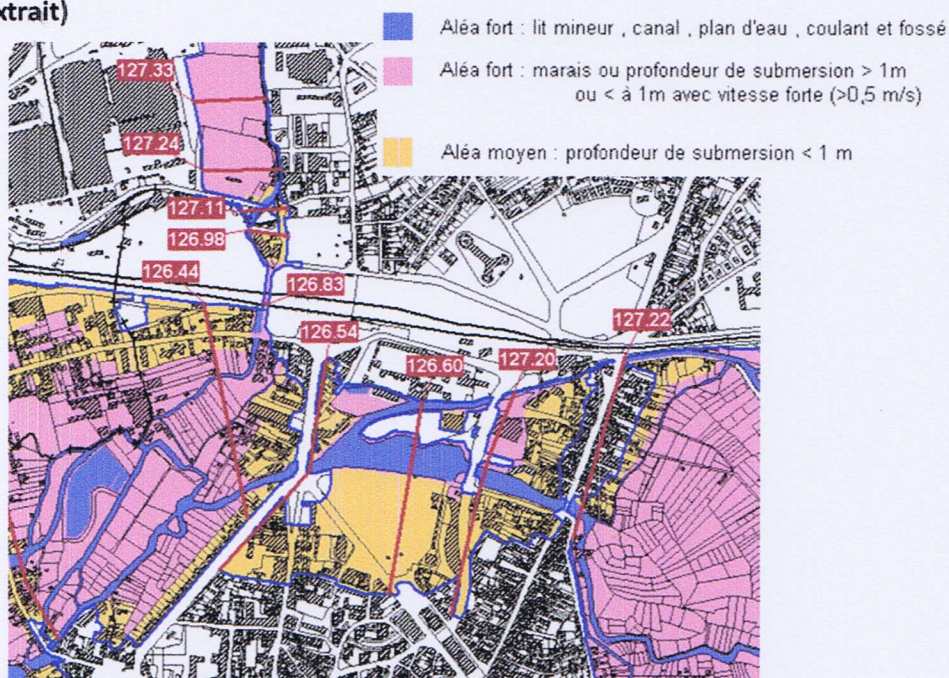 xtrait)
Aléa fort : lit mineur , canal , plan d'eau , coulant et fossé
Aléa fort : marais ou profondeur de submersion > 1m
ou < à 1m avec vitesse forte (>0,5 m/s)
Aléa moyen : profondeur de submersion < 1 m
127.33
127.24
127.11
126.98
126.44
126.83
126.54
127.22
126.60
127.20